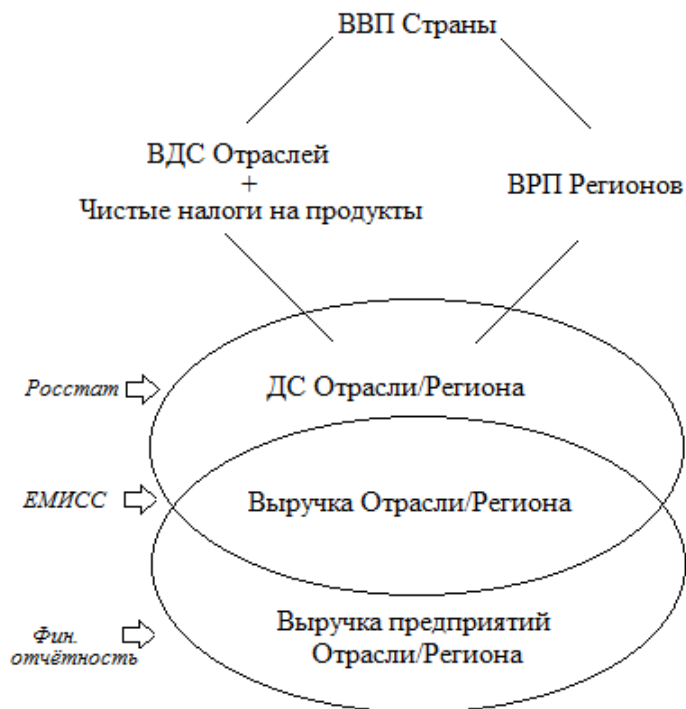 ВВП Страны
ВДС Отраслей
+
Чистые налоги на продукты
ВРП Регионов
Росстат
ДС Отрасли/Региона
ЕМИСС
Выручка Отрасли/Региона
Фин.
отчётность
Выручка предприятий
Отрасли/Региона